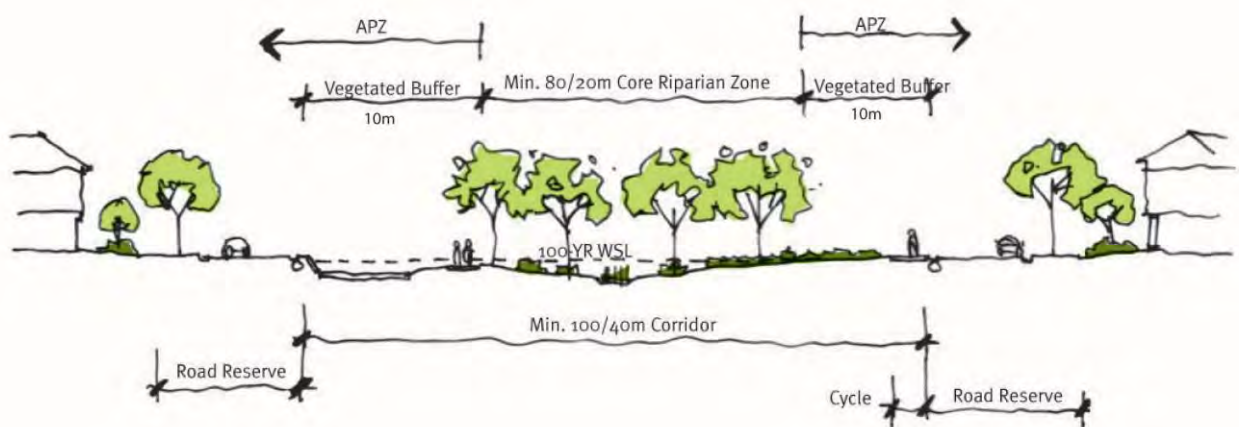 APZ
APZ
Vegetated Buffer
10m
Min. 80/20m Core Riparian Zone
Vegetated Buffer
10m
100-YR WSL
Min. 100/40m Corridor
Road Reserve
Cycle
Road Reserve